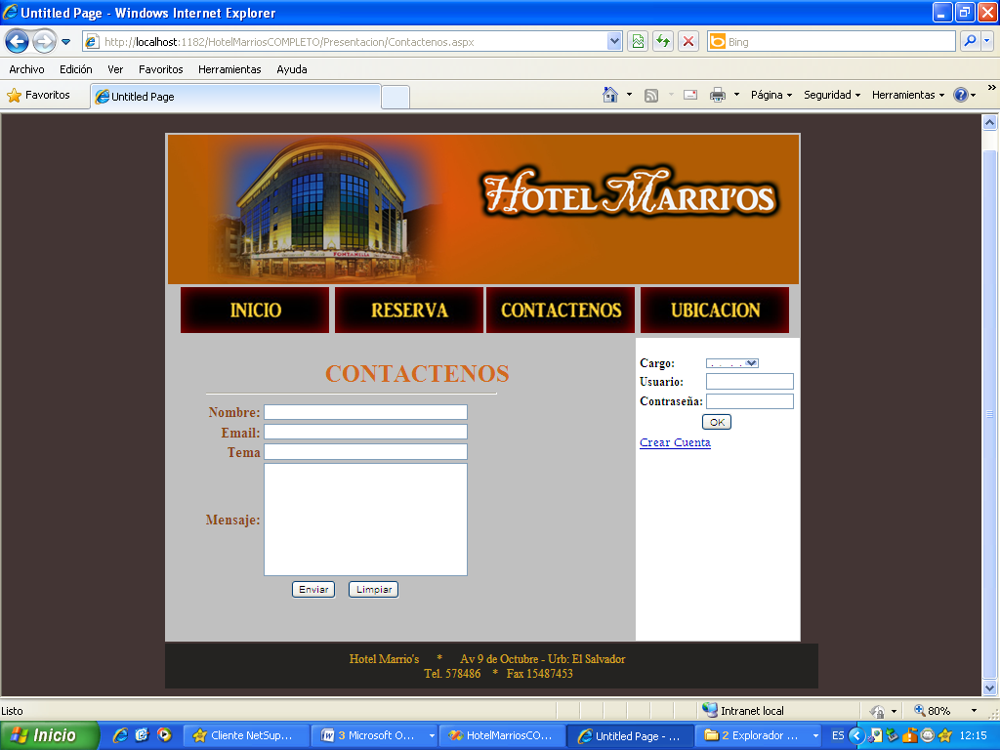 Untitled Page - Windows Internet Explorer
http://localhost:1182/HotelMarriosCOMPLETO/Presentacion/Contactenos.aspx
Bing
Archivo Edición Ver Favoritos Herramientas Ayuda
Favoritos Untitled Page Página Seguridad Herramientas »
FONTANELLA
HOTEL MARRI'OS
INICIO RESERVA CONTACTENOS UBICACION
CONTACTENOS
Nombre:
Email:
Tema
Mensaje:
Enviar Limpiar
Cargo: . . . .
Usuario:
Contraseña:
OK
Crear Cuenta
Hotel Marrio's * Av 9 de Octubre - Urb: El Salvador
Tel. 578486 * Fax 15487453
Listo Intranet local 80%
Inicio Cliente NetSup... 3 Microsoft O... HotelMarriosCO... Untitled Page - ... 2 Explorador ... ES 12:15